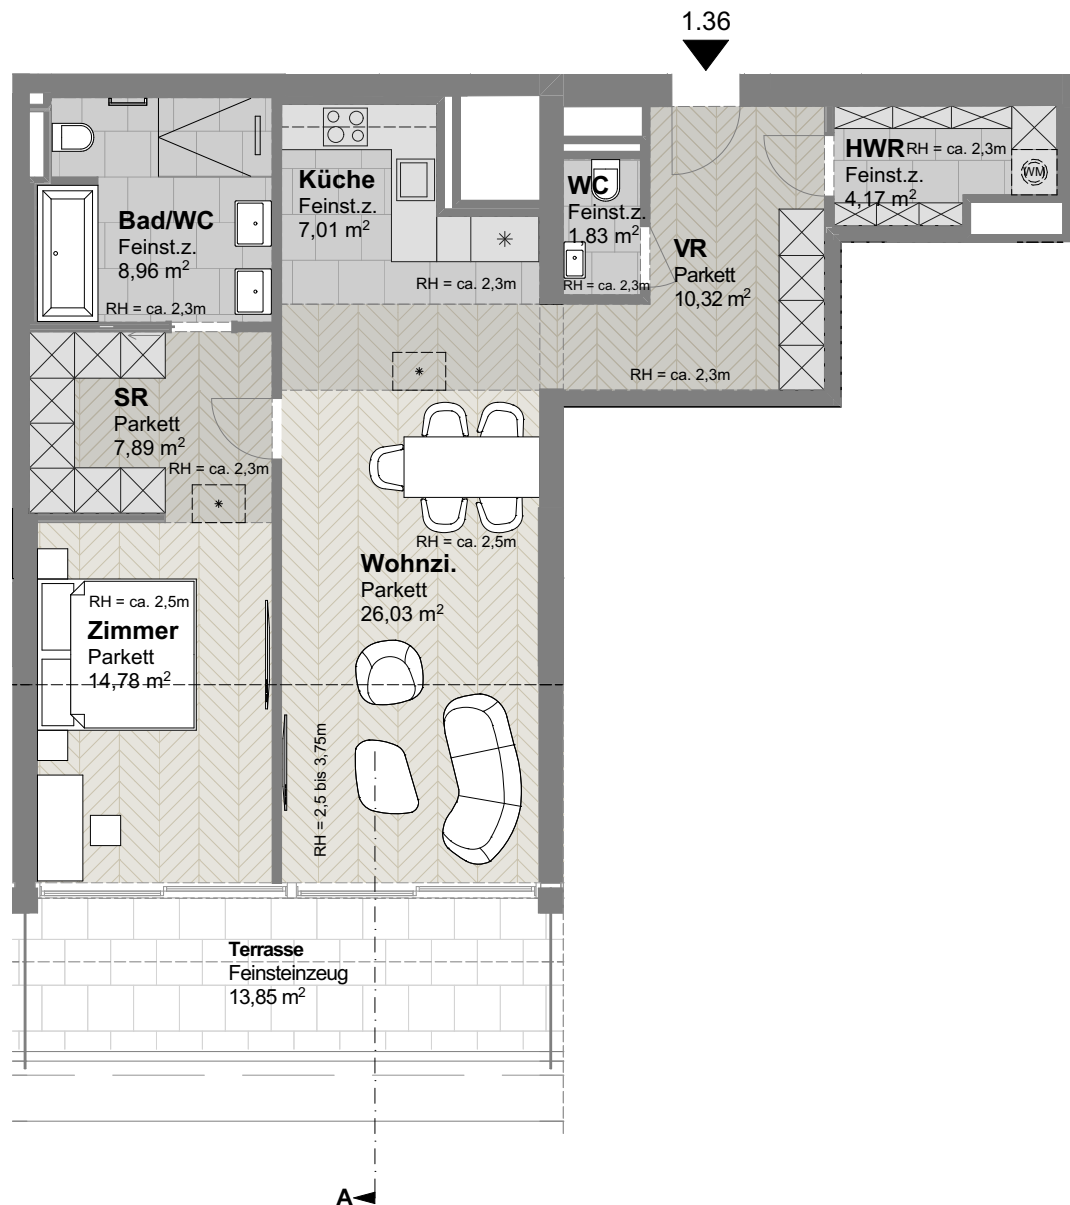 1.36
HWR RH = ca. 2,3m
Feinst.z.
4,17 m²
WM
Küche
Feinst.z.
7,01 m²
RH = ca. 2,3m
WC
Feinst.z.
1,83 m²
RH = ca. 2,3m
Bad/WC
Feinst.z.
8,96 m²
RH = ca. 2,3m
VR
Parkett
10,32 m²
RH = ca. 2,3m
SR
Parkett
7,89 m²
RH = ca. 2,3m
RH = ca. 2,5m
Wohnzi.
Parkett
26,03 m²
RH = 2,5 bis 3,75m
RH = ca. 2,5m
Zimmer
Parkett
14,78 m²
Terrasse
Feinsteinzeug
13,85 m²
A